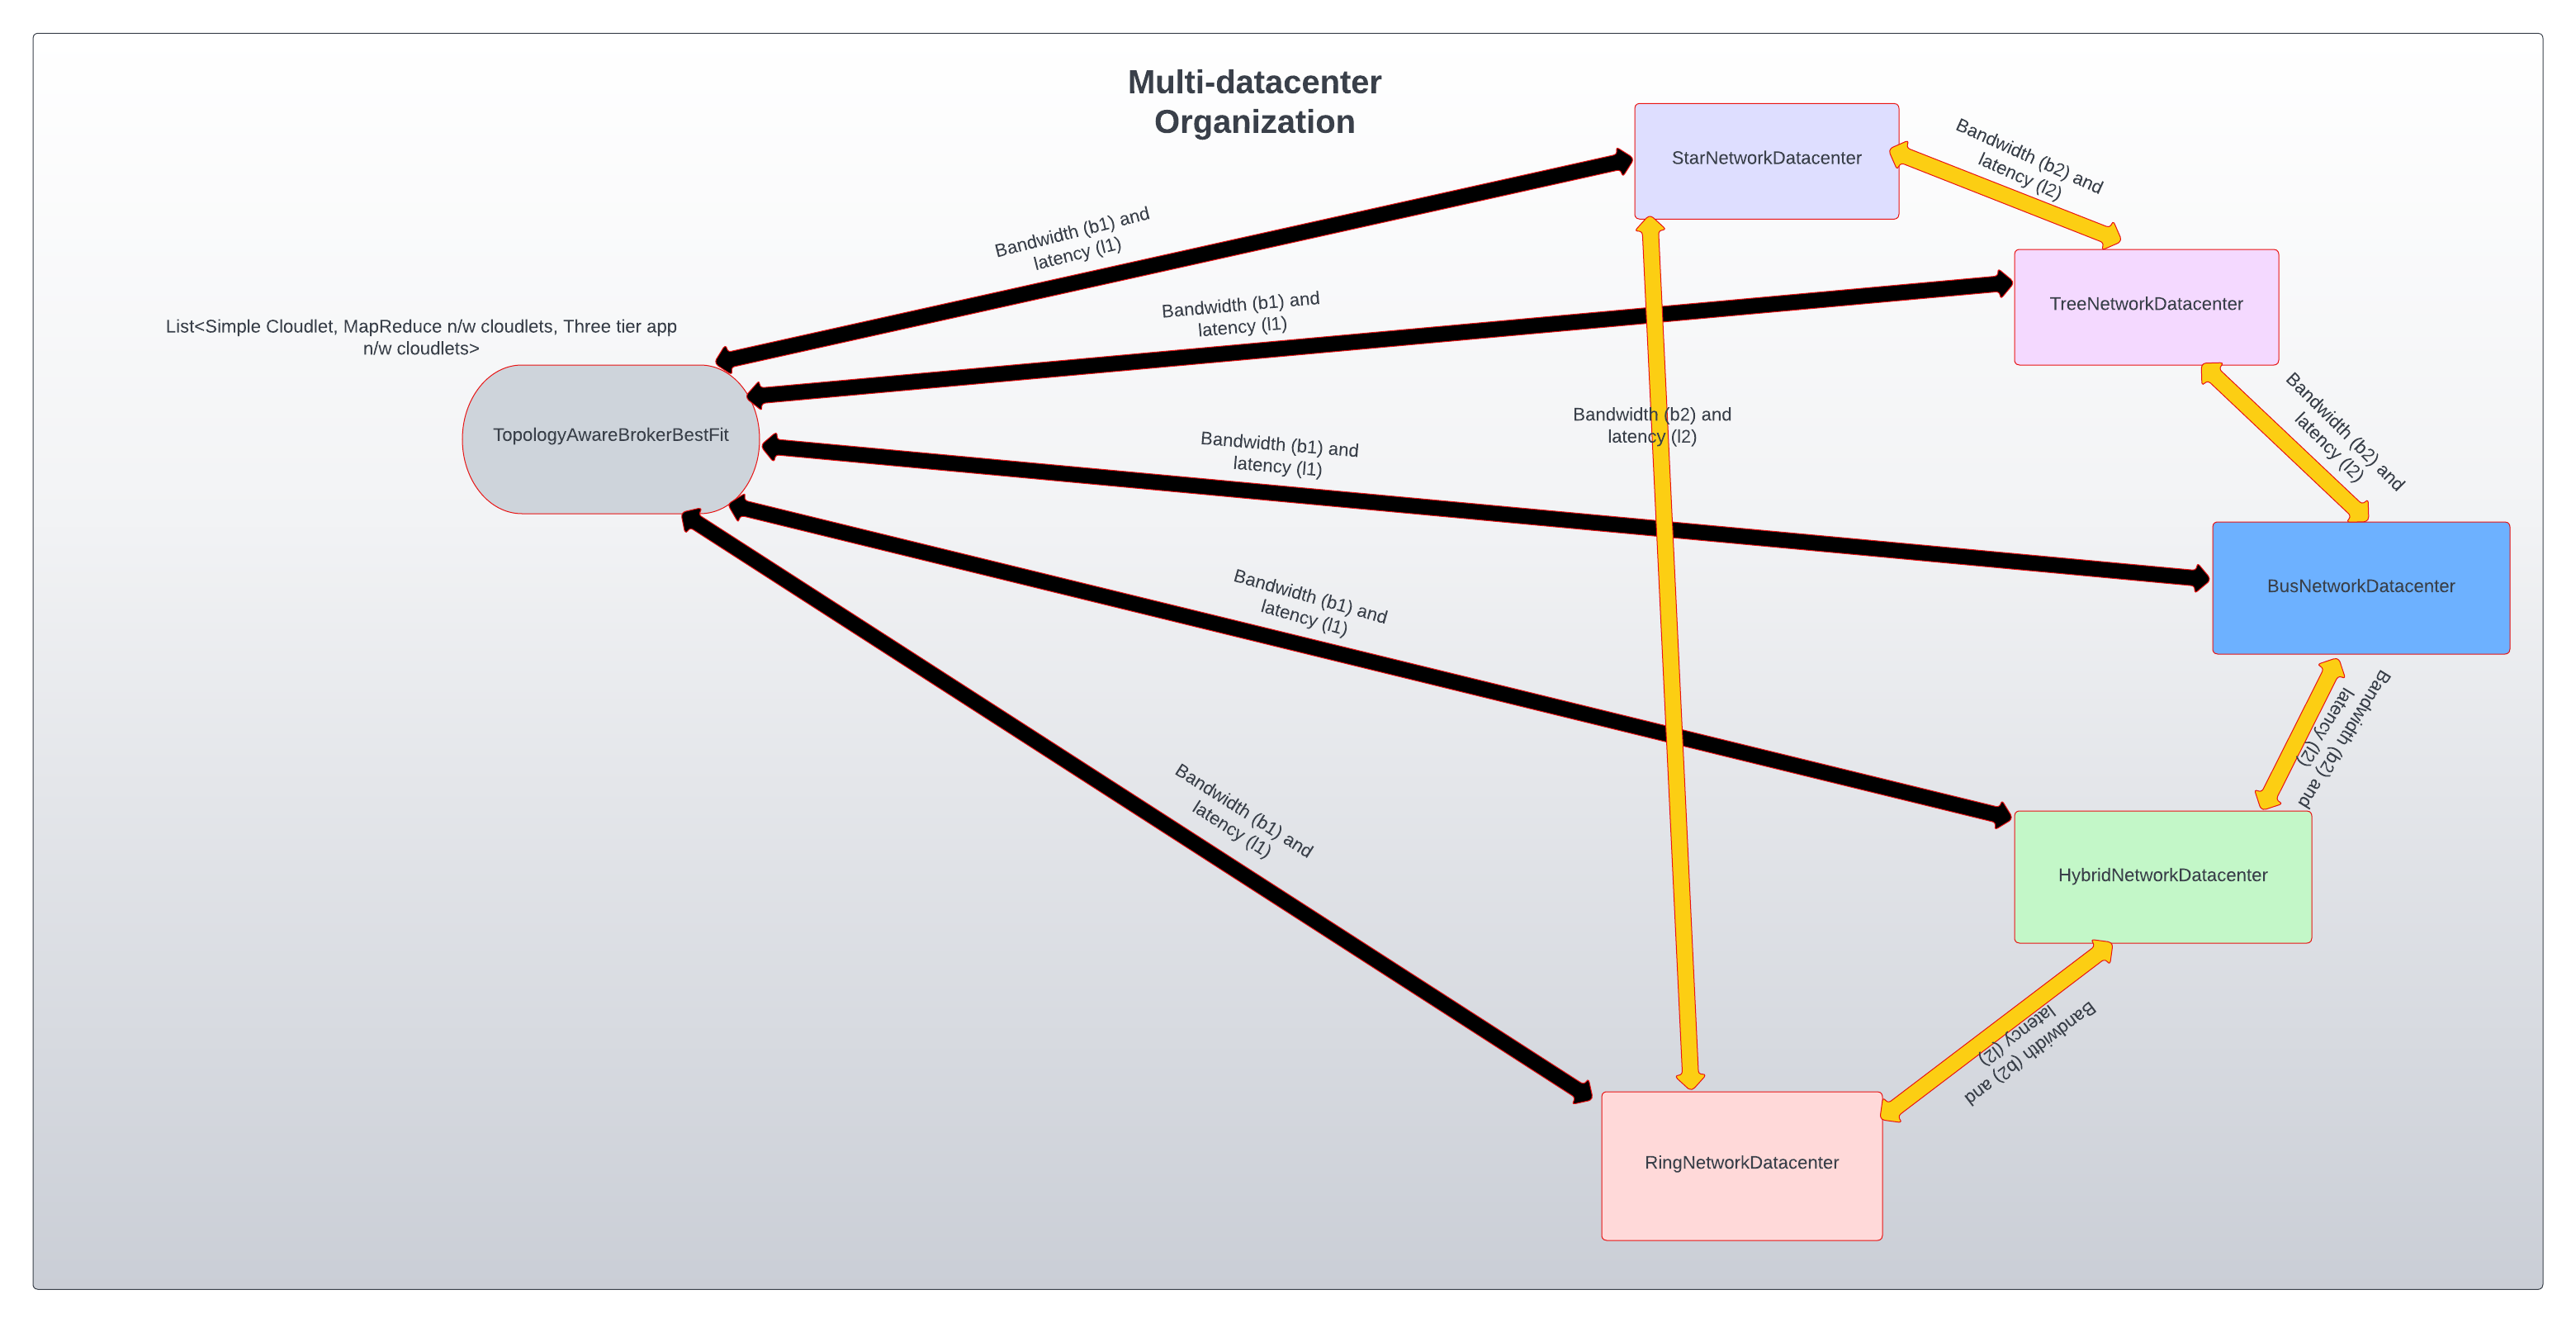 Multi-datacenter
Organization
StarNetworkDatacenter
Bandwidth (b2) and
latency (l2)
Bandwidth (b1) and
latency (l1)
TreeNetworkDatacenter
Bandwidth (b1) and
latency (l1)
List<Simple Cloudlet, MapReduce n/w cloudlets, Three tier app
n/w cloudlets>
TopologyAwareBrokerBestFit
Bandwidth (b2) and
latency (l2)
Bandwidth (b2) and
latency (l2)
Bandwidth (b1) and
latency (l1)
BusNetworkDatacenter
Bandwidth (b1) and
latency (l1)
Bandwidth (b2) and
latency (l2)
Bandwidth (b1) and
latency (l1)
HybridNetworkDatacenter
Bandwidth (b2) and
latency (l2)
RingNetworkDatacenter